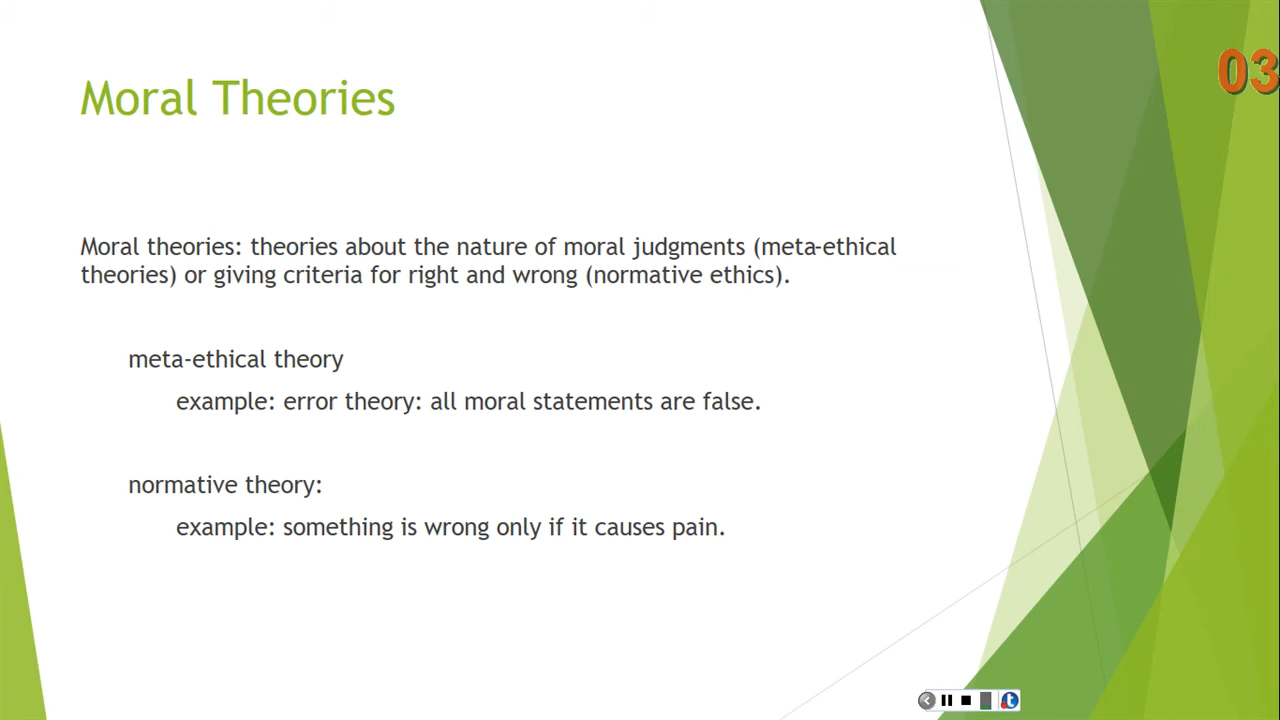 Moral Theories
03
Moral theories: theories about the nature of moral judgments (meta-ethical
theories) or giving criteria for right and wrong (normative ethics).
meta-ethical theory
example: error theory: all moral statements are false.
normative theory:
example: something is wrong only if it causes pain.
t